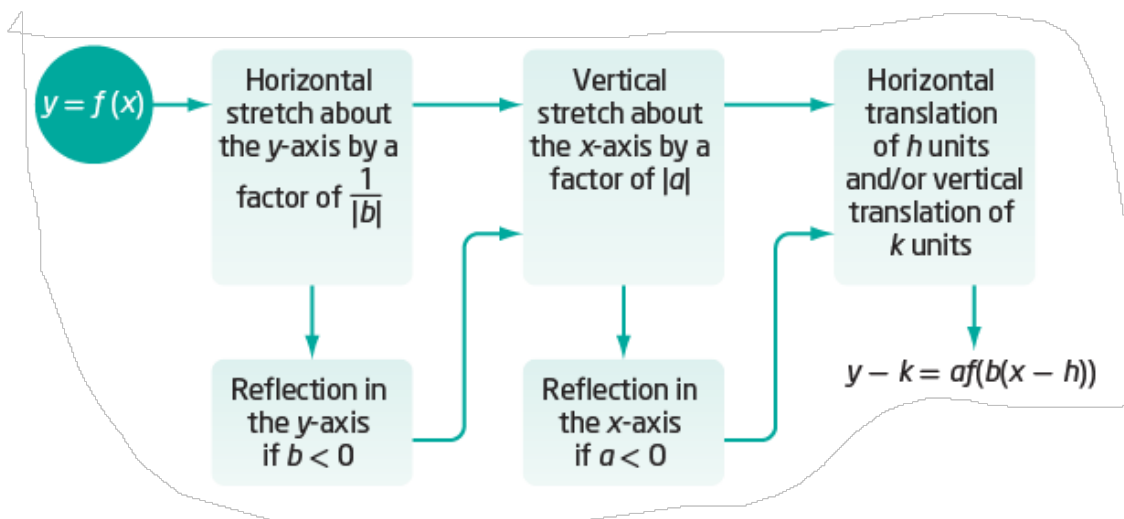 y = f(x)
Horizontal
stretch about
the y-axis by a
factor of 1/|b|
Reflection in
the y-axis
if b < 0
Vertical
stretch about
the x-axis by a
factor of |a|
Reflection in
the x-axis
if a < 0
Horizontal
translation
of h units
and/or vertical
translation of
k units
y − k = af(b(x − h))